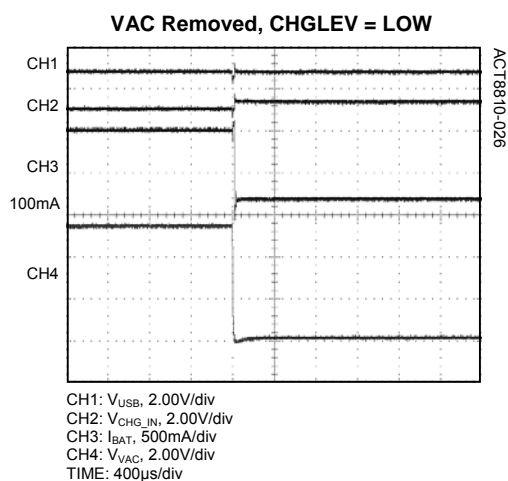 VAC Removed, CHGLEV = LOW
CH1
CH2
CH3
100mA
CH4
ACT8810-026
CH1: VUSB, 2.00V/div
CH2: VCHG_IN, 2.00V/div
CH3: IBAT, 500mA/div
CH4: VVAC, 2.00V/div
TIME: 400µs/div